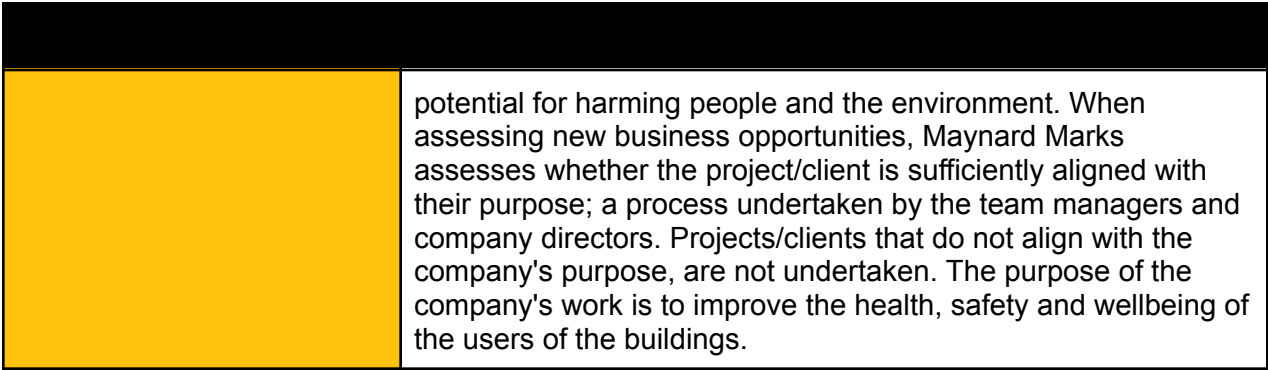 potential for harming people and the environment. When
assessing new business opportunities, Maynard Marks
assesses whether the project/client is sufficiently aligned with
their purpose; a process undertaken by the team managers and
company directors. Projects/clients that do not align with the
company's purpose, are not undertaken. The purpose of the
company's work is to improve the health, safety and wellbeing of
the users of the buildings.